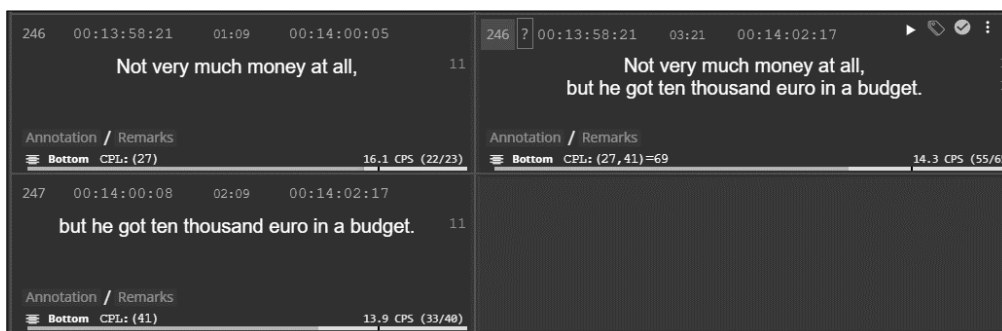 246 00:13:58:21 01:09 00:14:00:05
Not very much money at all,
11
Annotation / Remarks
Bottom CPL: (27) 16.1 CPS (22/23)
247 00:14:00:08 02:09 00:14:02:17
but he got ten thousand euro in a budget.
11
Annotation / Remarks
Bottom CPL: (41) 13.9 CPS (33/40)
246 ? 00:13:58:21 03:21 00:14:02:17
Not very much money at all,
but he got ten thousand euro in a budget.
Annotation / Remarks
Bottom CPL: (27,41)=69 14.3 CPS